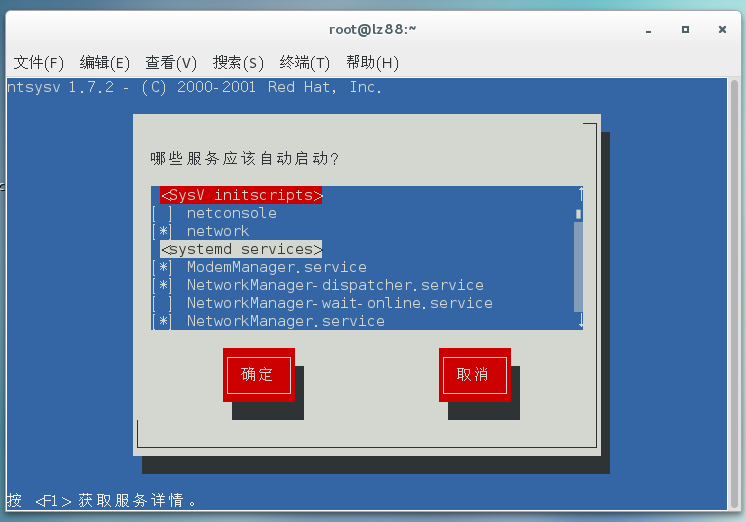 root@lz88:~
文件(F) 编辑(E) 查看(V) 搜索(S) 终端(T) 帮助(H)
ntsysv 1.7.2 - (C) 2000-2001 Red Hat, Inc.
哪些服务应该自动启动?
<SysV initscripts>
[ ] netconsole
[*] network
<systemd services>
[*] ModemManager.service
[*] NetworkManager-dispatcher.service
[ ] NetworkManager-wait-online.service
[*] NetworkManager.service
确定 取消
按 <F1> 获取服务详情。